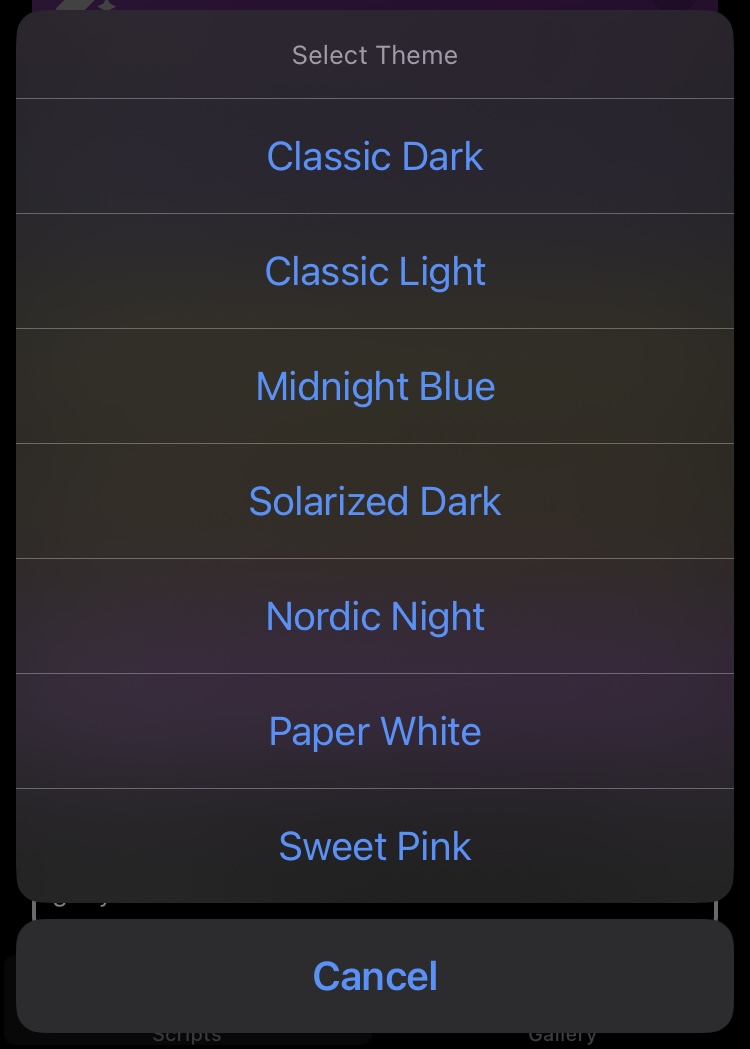 Select Theme
Classic Dark
Classic Light
Midnight Blue
Solarized Dark
Nordic Night
Paper White
Sweet Pink
Cancel
Scripts
Gallery